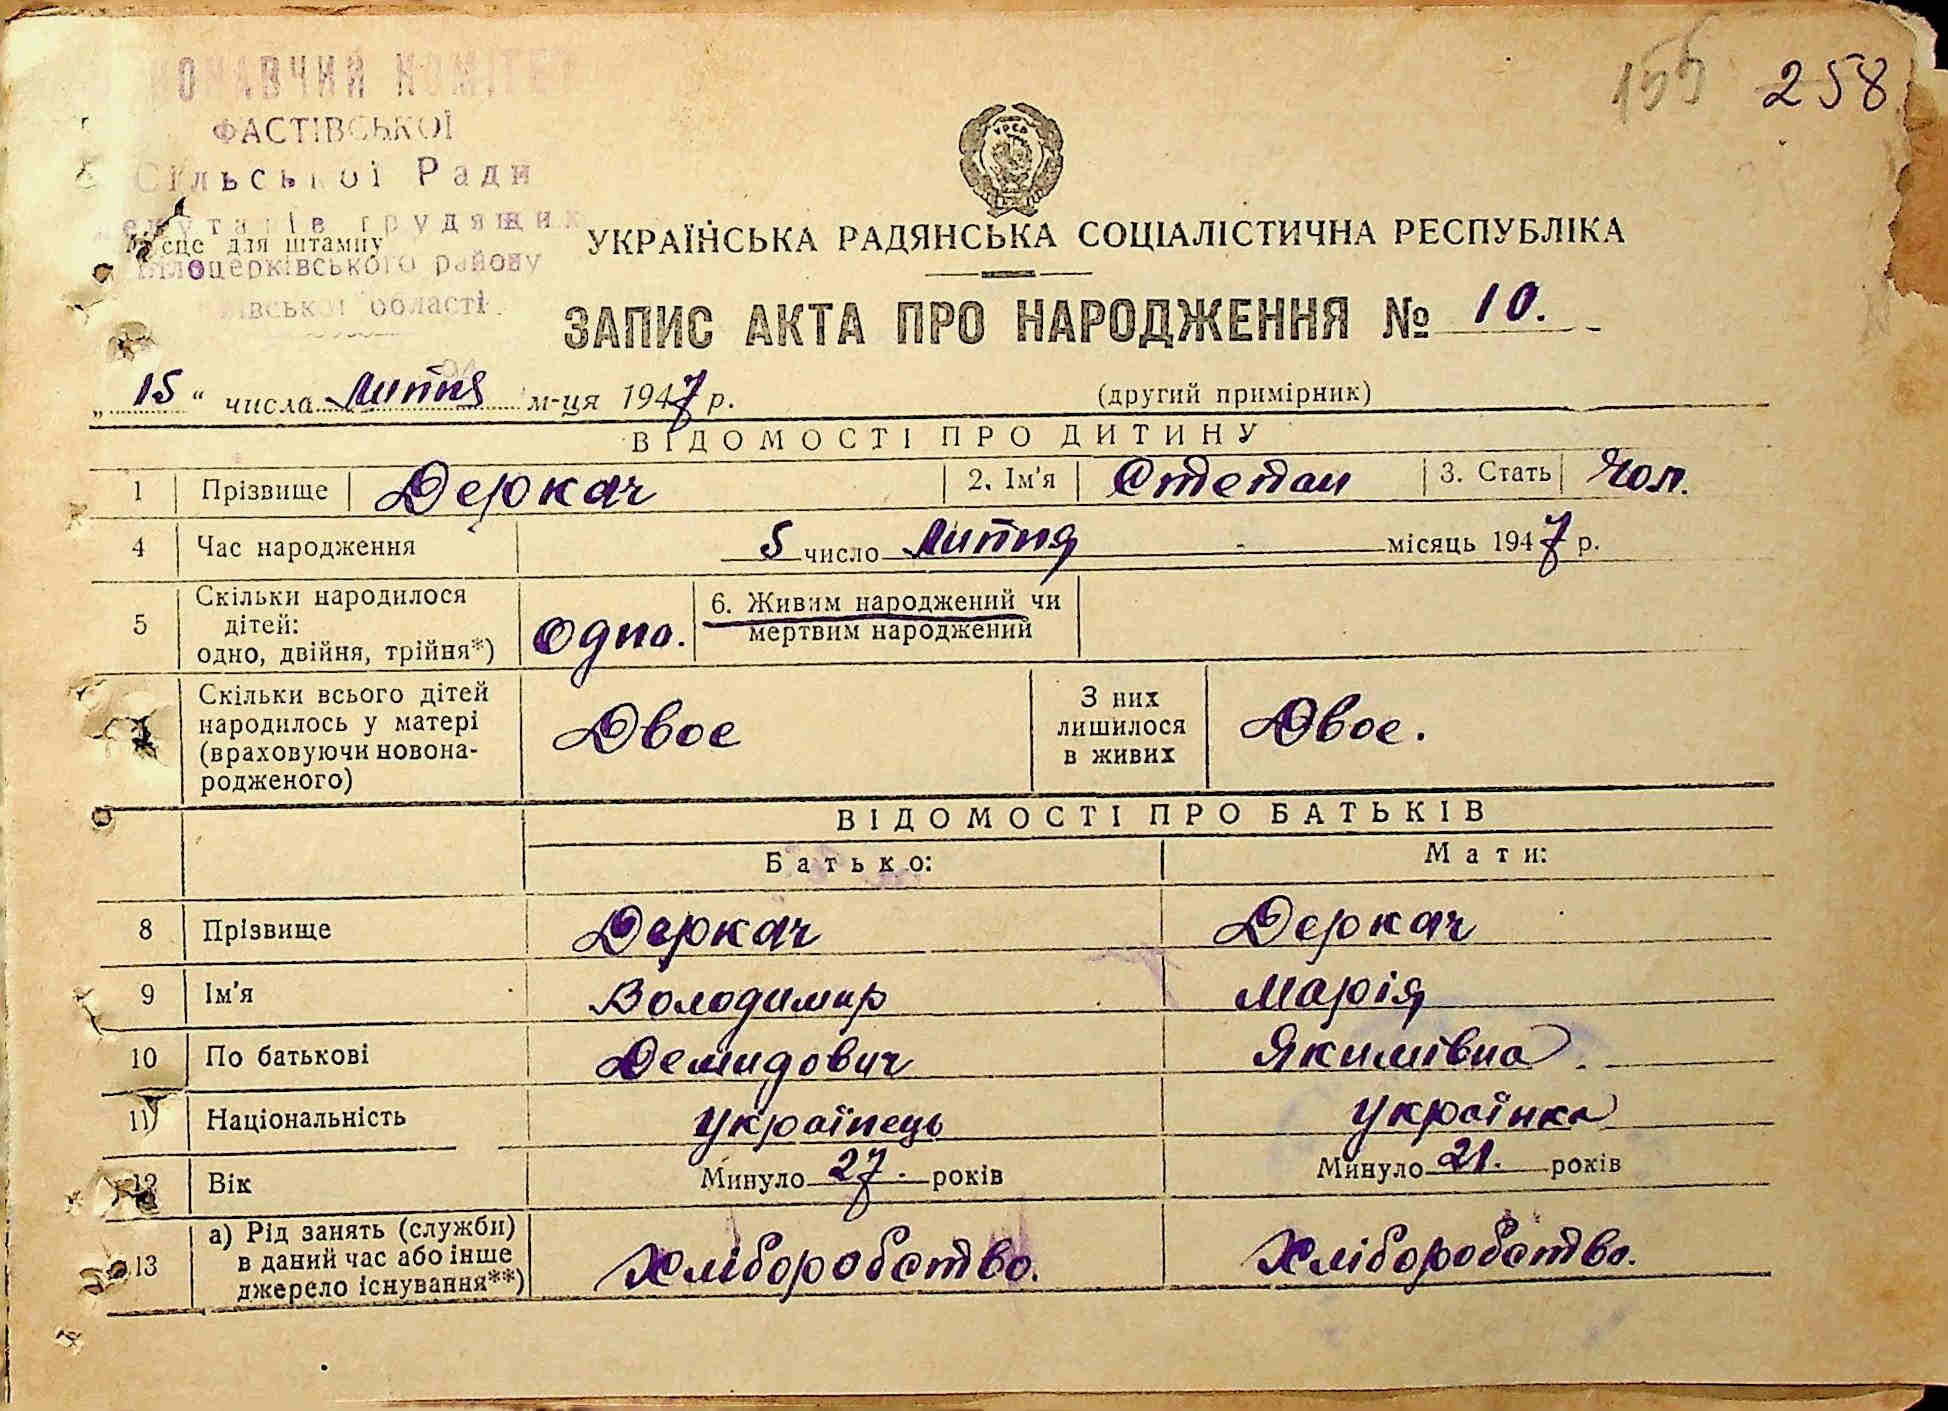 155 258
ФАСТІВСЬКОЇ
Сільської Ради
депутатів трудящих
Місце для штампу
Білоцерківського району
Київської області
УРСР
УКРАЇНСЬКА РАДЯНСЬКА СОЦІАЛІСТИЧНА РЕСПУБЛІКА
ЗАПИС АКТА ПРО НАРОДЖЕННЯ № 10.
„ 15 “ числа Липня м-ця 1947 р. (другий примірник)
ВІДОМОСТІ ПРО ДИТИНУ
1 Прізвище Деркач 2. Ім'я Степан 3. Стать Чол.
4 Час народження 5 число Липня місяць 1947 р.
5 Скільки народилося
дітей:
одно, двійня, трійня*) Одно. 6. Живим народжений чи
мертвим народжений
Скільки всього дітей
народилось у матері
(враховуючи новона-
родженого) Двоє З них
лишилося
в живих Двоє.
ВІДОМОСТІ ПРО БАТЬКІВ
Батько: Мати:
8 Прізвище Деркач Деркач
9 Ім'я Володимир Марія
10 По батькові Демидович Якимівна.
11 Національність Українець Українка
12 Вік Минуло 27. років Минуло 21. років
13 а) Рід занять (служби)
в даний час або інше
джерело існування**) Хліборобство. Хліборобство.